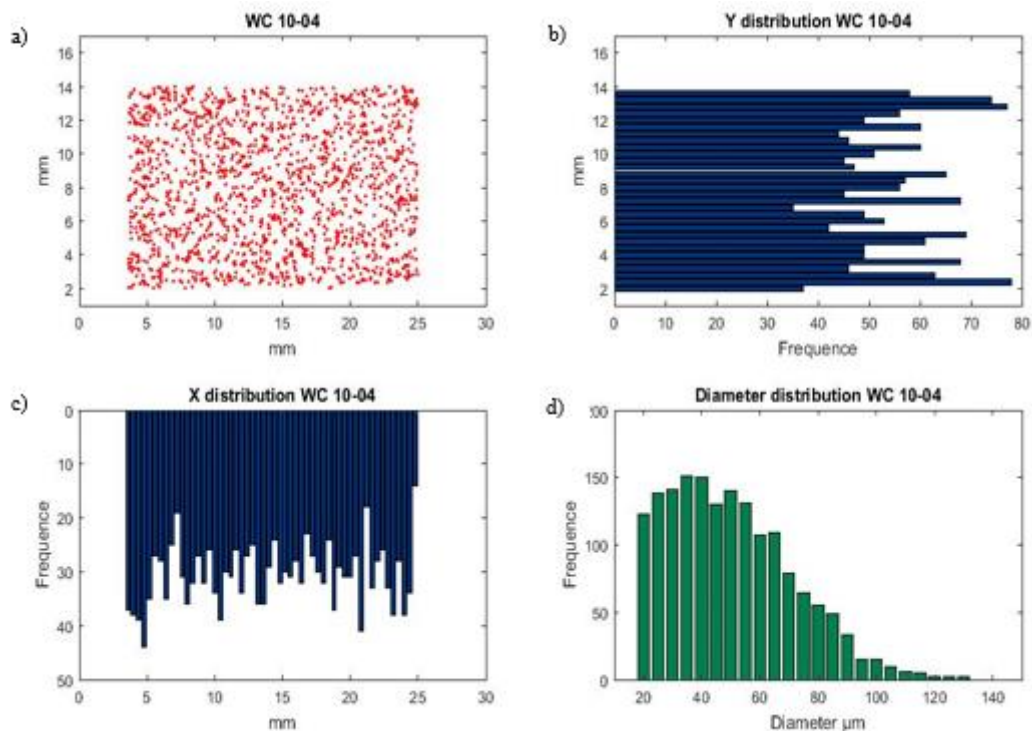 a)
WC 10-04
16
14
12
10
8
6
4
2
mm
0 5 10 15 20 25 30
mm
b)
Y distribution WC 10-04
16
14
12
10
8
6
4
2
mm
0 10 20 30 40 50 60 70 80
Frequence
c)
X distribution WC 10-04
0
10
20
30
40
50
Frequence
0 5 10 15 20 25 30
mm
d)
Diameter distribution WC 10-04
200
150
100
50
0
Frequence
20 40 60 80 100 120 140
Diameter µm